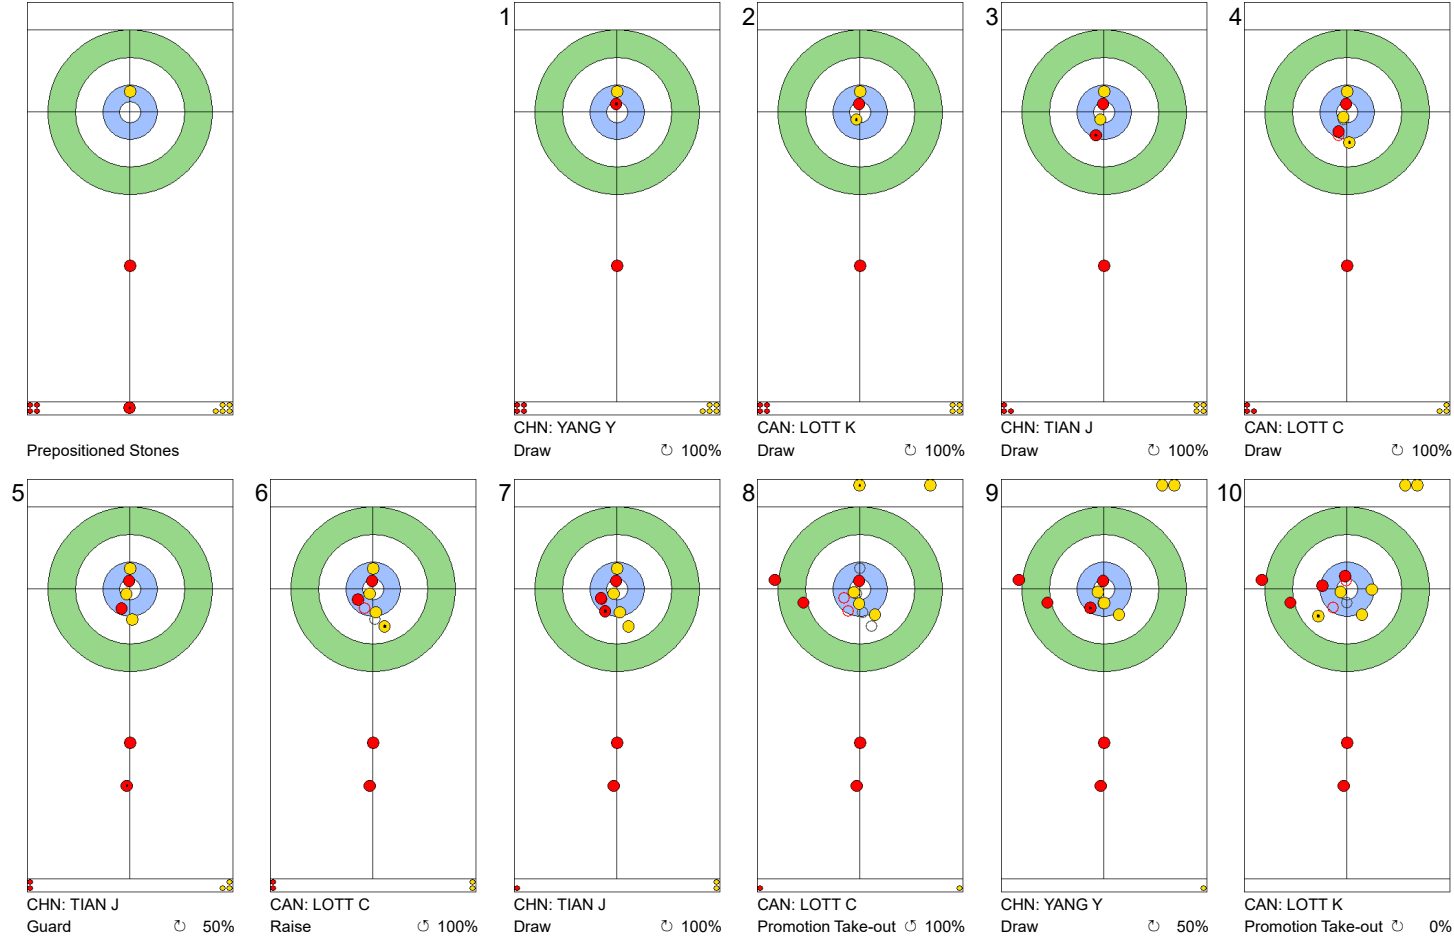 1
2
3
4
Prepositioned Stones
CHN: YANG Y
Draw ↻ 100%
CAN: LOTT K
Draw ↻ 100%
CHN: TIAN J
Draw ↻ 100%
CAN: LOTT C
Draw ↻ 100%
5
6
7
8
9
10
CHN: TIAN J
Guard ↻ 50%
CAN: LOTT C
Raise ↻ 100%
CHN: TIAN J
Draw ↻ 100%
CAN: LOTT C
Promotion Take-out ↺ 100%
CHN: YANG Y
Draw ↻ 50%
CAN: LOTT K
Promotion Take-out ↻ 0%